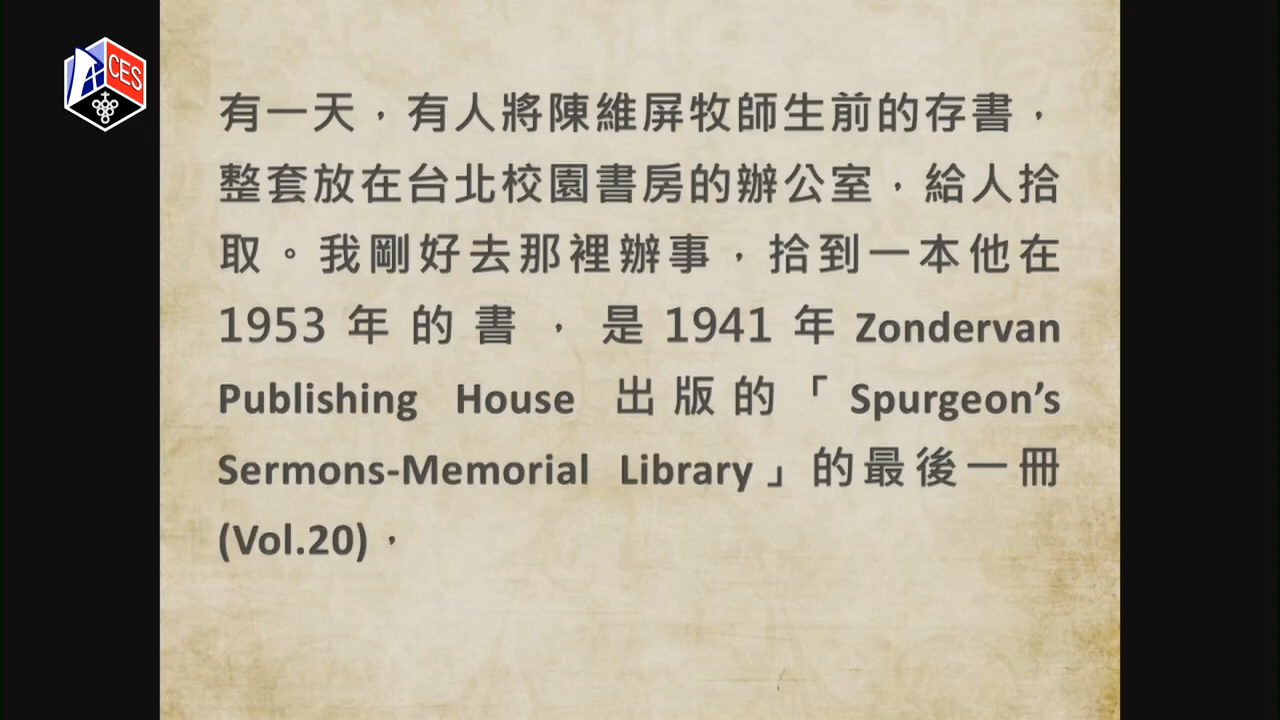 CES
有一天，有人將陳維屏牧師生前的存書，
整套放在台北校園書房的辦公室，給人拾
取。我剛好去那裡辦事，拾到一本他在
1953 年的書，是 1941 年 Zondervan
Publishing House 出版的「Spurgeon’s
Sermons-Memorial Library」的最後一冊
(Vol.20)，